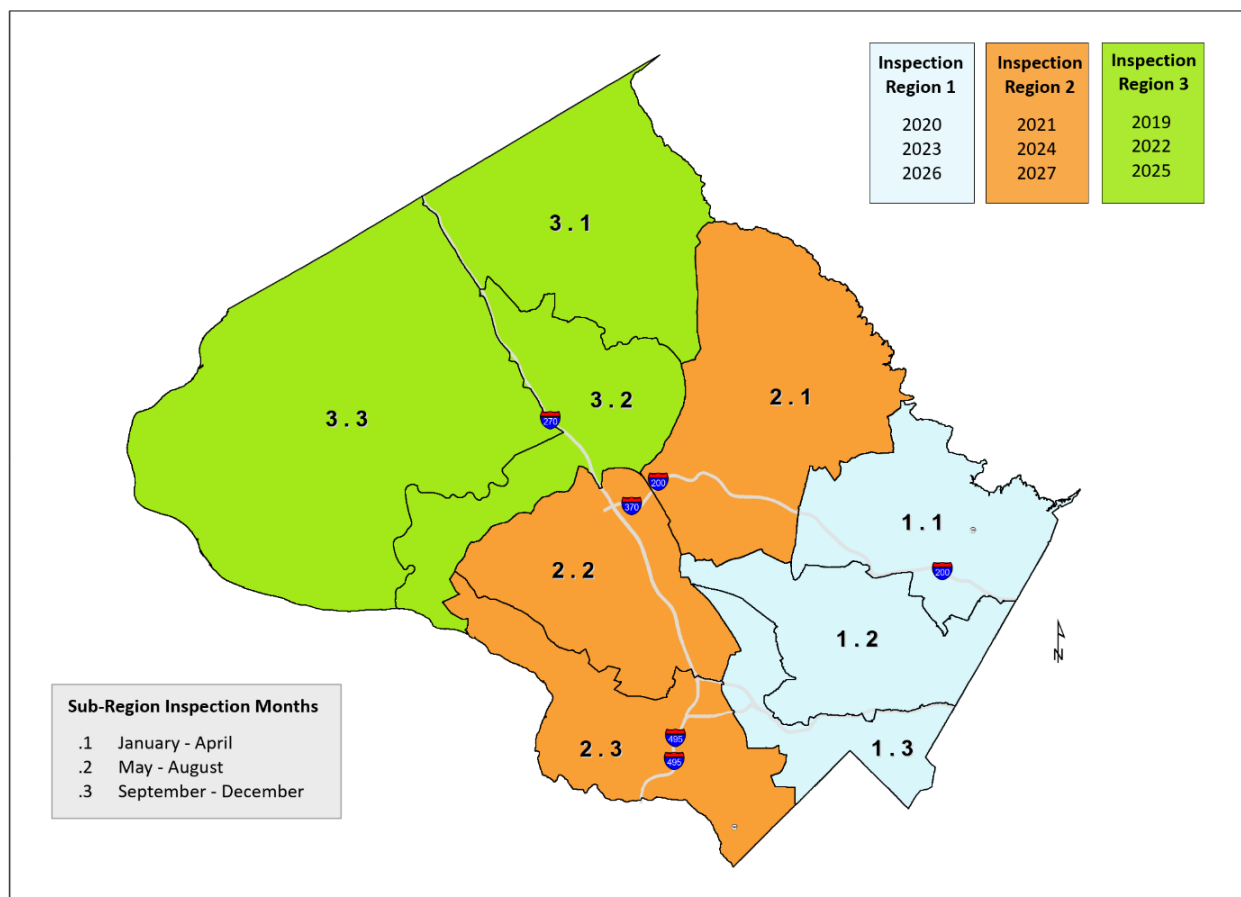 Inspection
Region 1
2020
2023
2026
Inspection
Region 2
2021
2024
2027
Inspection
Region 3
2019
2022
2025
3.1
3.2
3.3
270
2.1
200
370
1.1
200
2.2
1.2
N
2.3
495
495
1.3
Sub-Region Inspection Months
.1 January - April
.2 May - August
.3 September - December